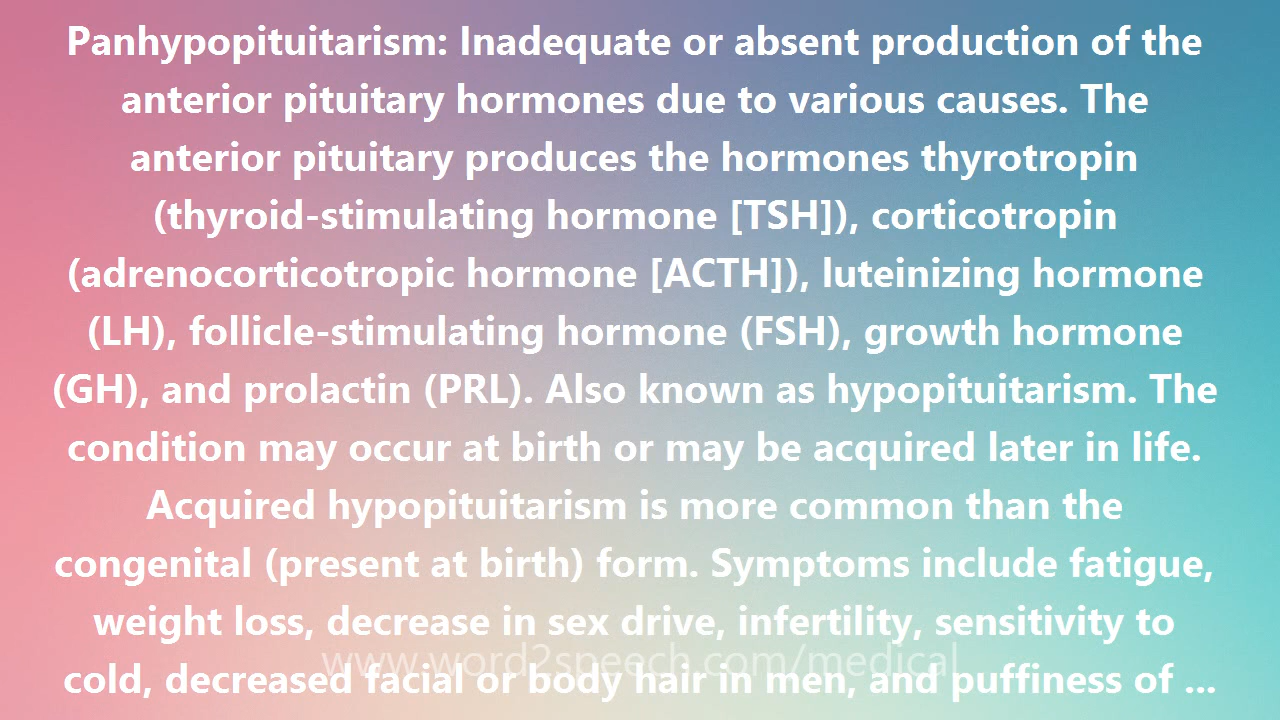 Panhypopituitarism: Inadequate or absent production of the
anterior pituitary hormones due to various causes. The
anterior pituitary produces the hormones thyrotropin
(thyroid-stimulating hormone [TSH]), corticotropin
(adrenocorticotropic hormone [ACTH]), luteinizing hormone
(LH), follicle-stimulating hormone (FSH), growth hormone
(GH), and prolactin (PRL). Also known as hypopituitarism. The
condition may occur at birth or may be acquired later in life.
Acquired hypopituitarism is more common than the
congenital (present at birth) form. Symptoms include fatigue,
weight loss, decrease in sex drive, infertility, sensitivity to
www.word2speech.com/medical
cold, decreased facial or body hair in men, and puffiness of ...